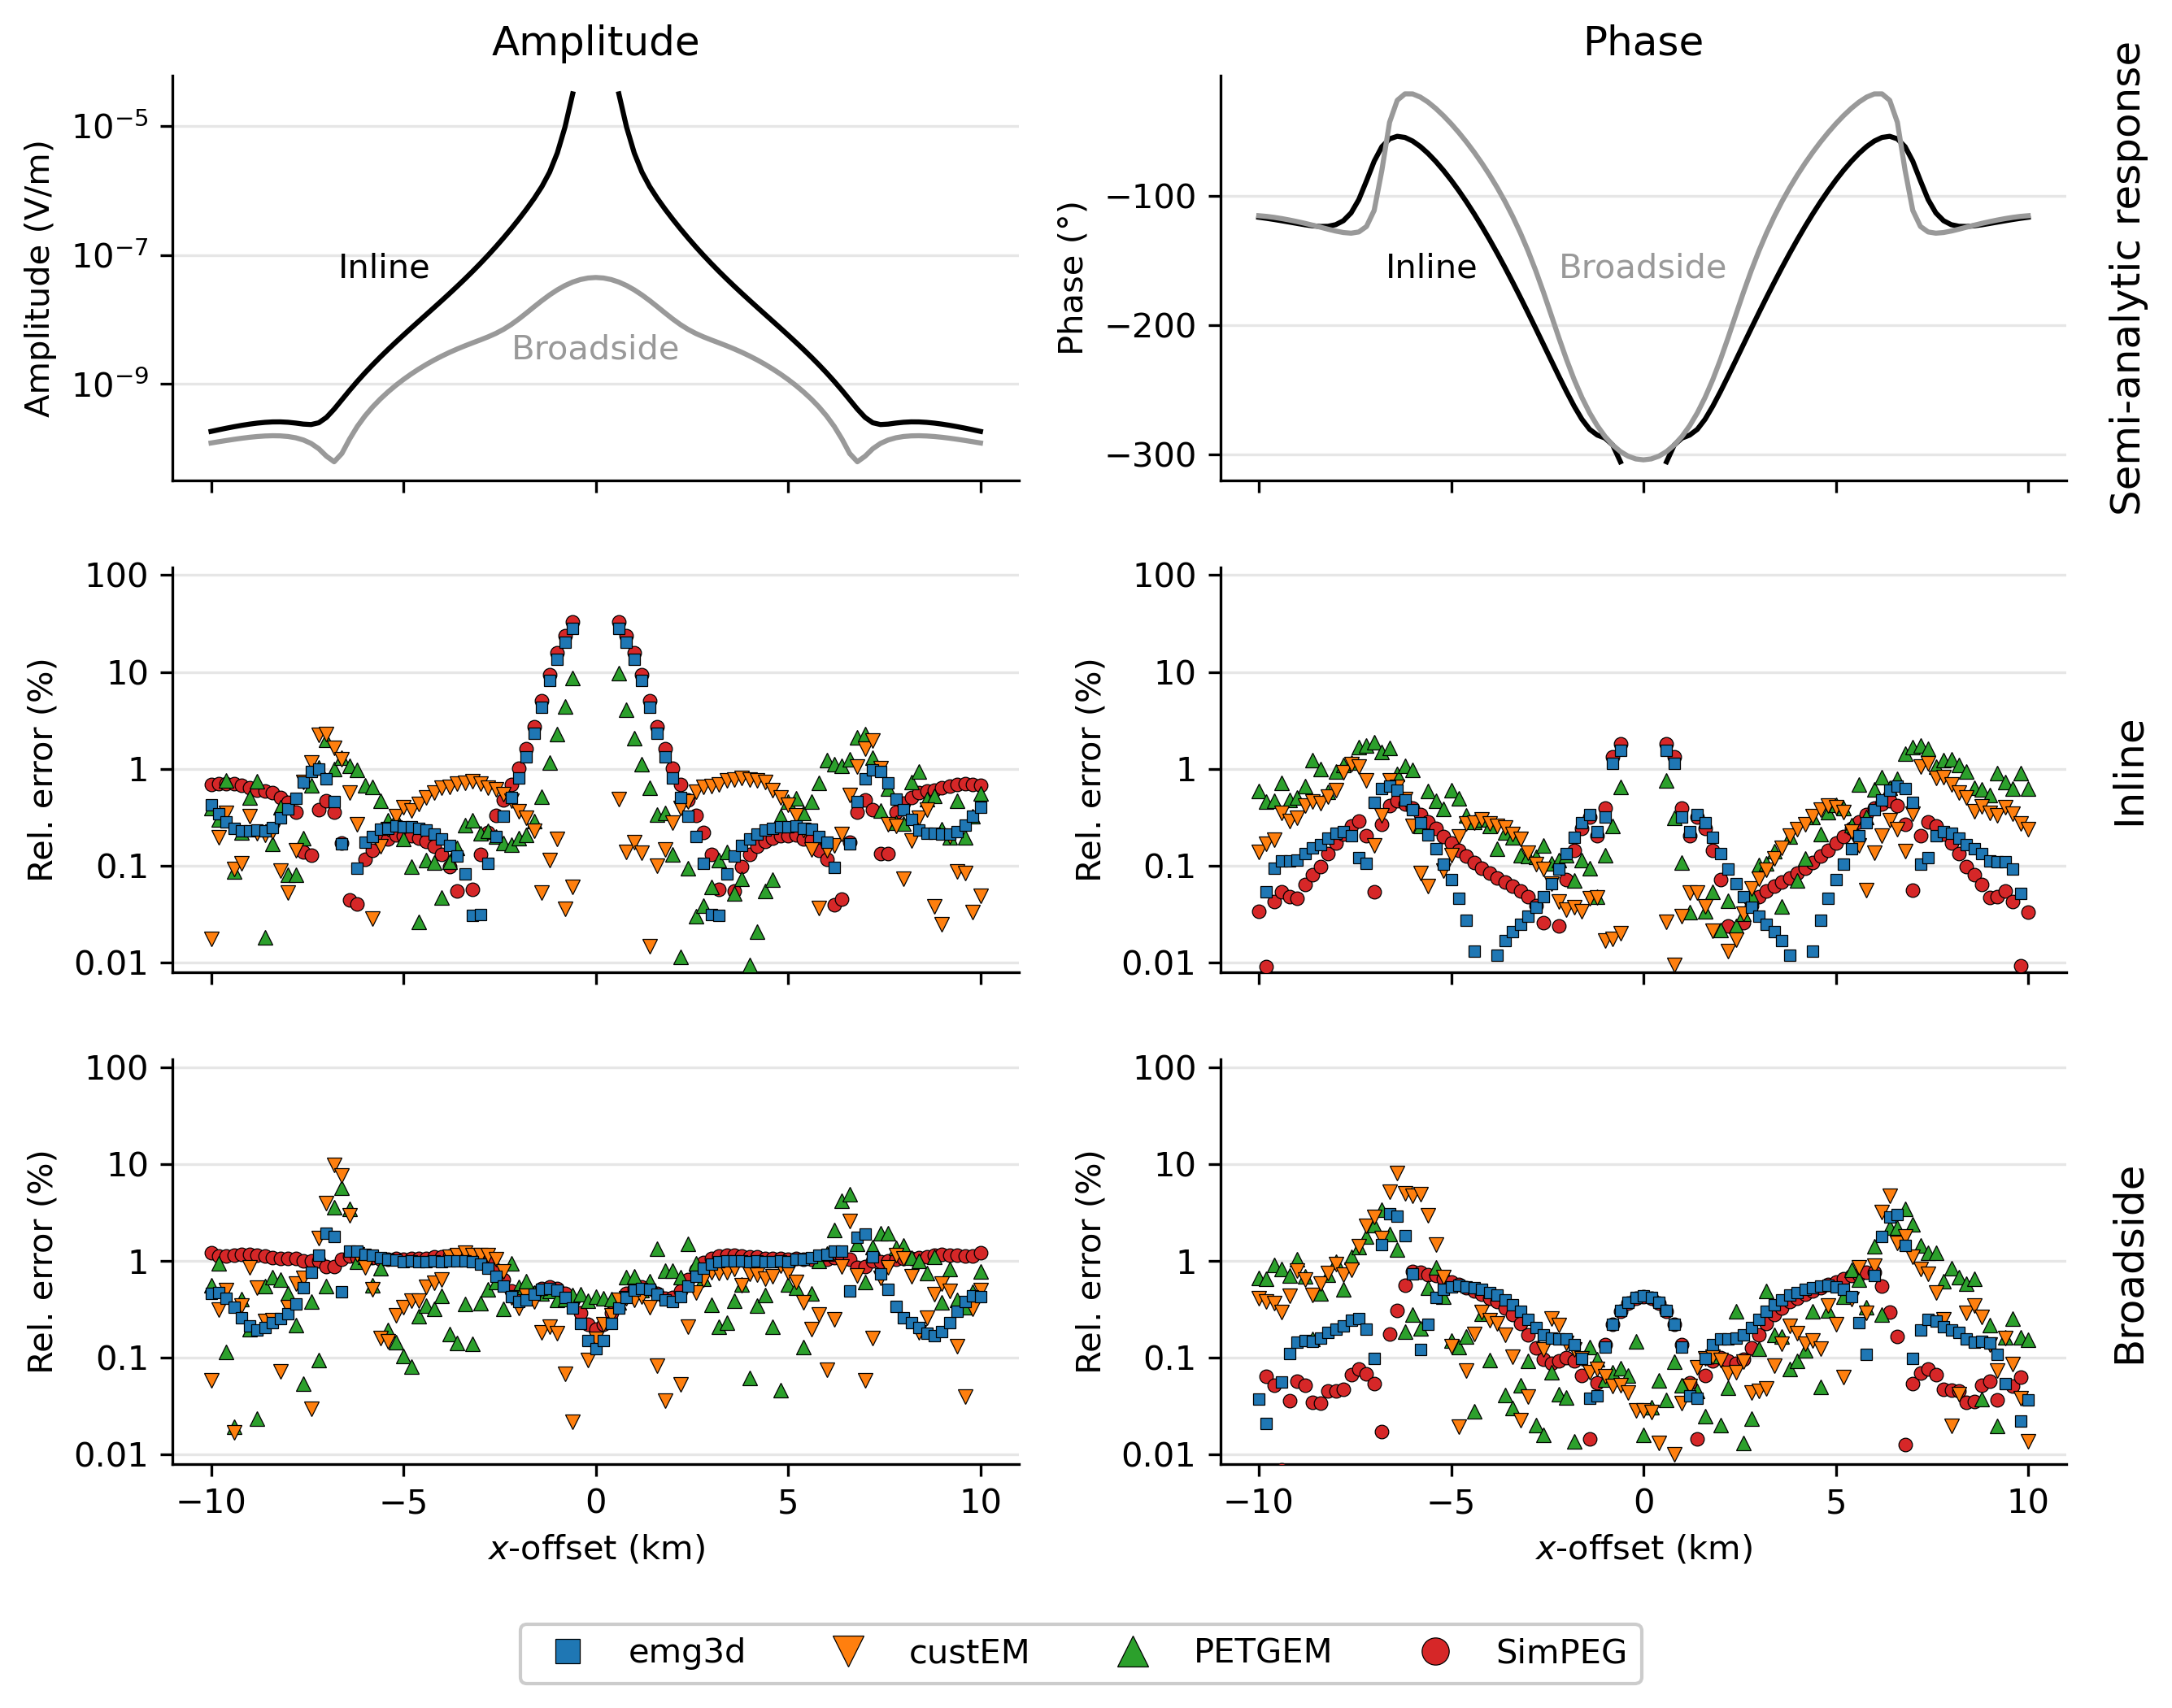 Amplitude
Phase
Amplitude (V/m)
10⁻⁵
10⁻⁷
10⁻⁹
Inline
Broadside
Phase (°)
−100
−200
−300
Inline
Broadside
Semi-analytic response
Rel. error (%)
100
10
1
0.1
0.01
Rel. error (%)
100
10
1
0.1
0.01
Inline
Rel. error (%)
100
10
1
0.1
0.01
−10 −5 0 5 10
x-offset (km)
Rel. error (%)
100
10
1
0.1
0.01
−10 −5 0 5 10
x-offset (km)
Broadside
emg3d custEM PETGEM SimPEG